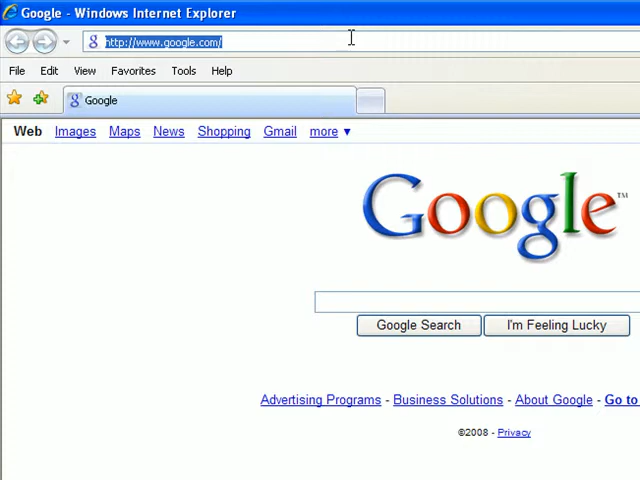 Google - Windows Internet Explorer
http://www.google.com/
File Edit View Favorites Tools Help
Google
Web Images Maps News Shopping Gmail more ▼
Google™
Google Search I'm Feeling Lucky
Advertising Programs - Business Solutions - About Google - Go to
©2008 - Privacy